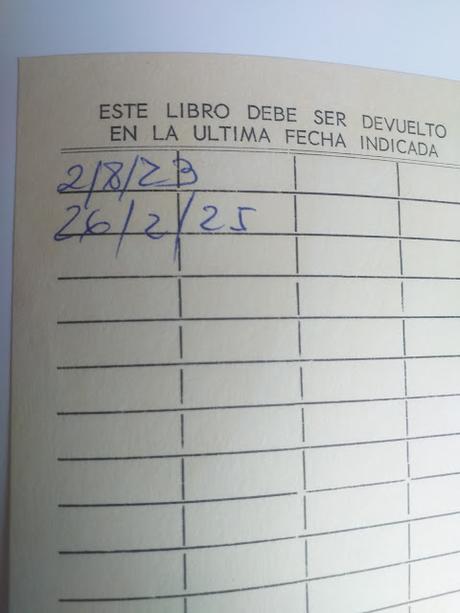 ESTE LIBRO DEBE SER DEVUELTO
EN LA ULTIMA FECHA INDICADA
2/8/23
26/2/25